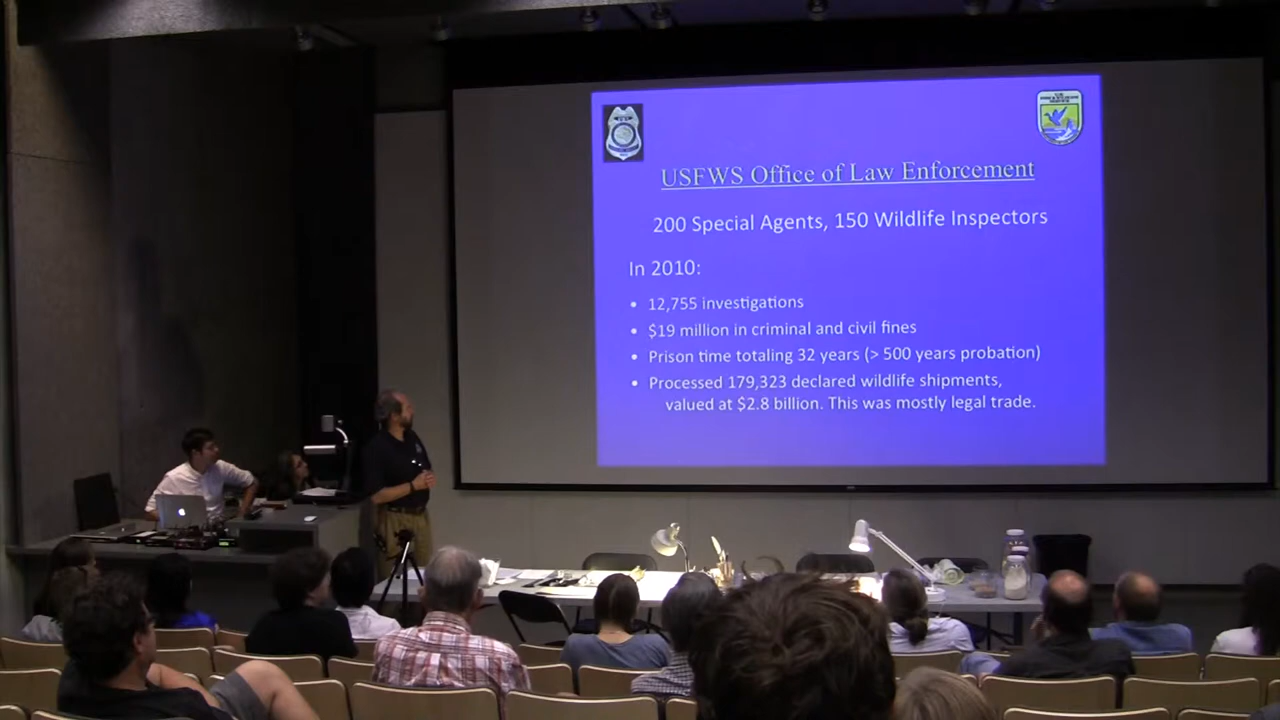 USFWS Office of Law Enforcement
200 Special Agents, 150 Wildlife Inspectors
In 2010:
• 12,755 investigations
• $19 million in criminal and civil fines
• Prison time totaling 32 years (> 500 years probation)
• Processed 179,323 declared wildlife shipments,
valued at $2.8 billion. This was mostly legal trade.